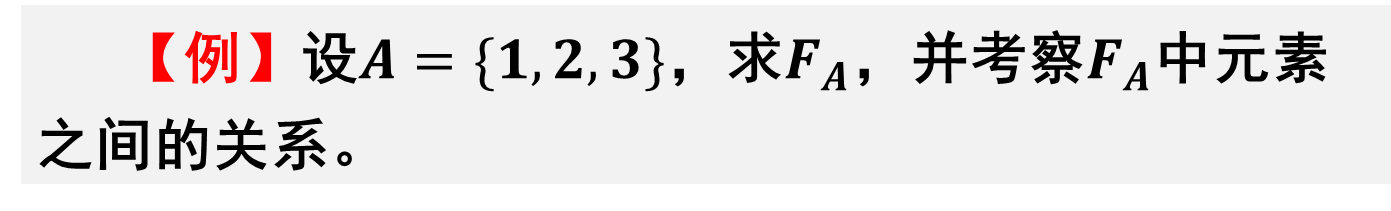 【例】设A = {1, 2, 3}，求F_A，并考察F_A中元素
之间的关系。